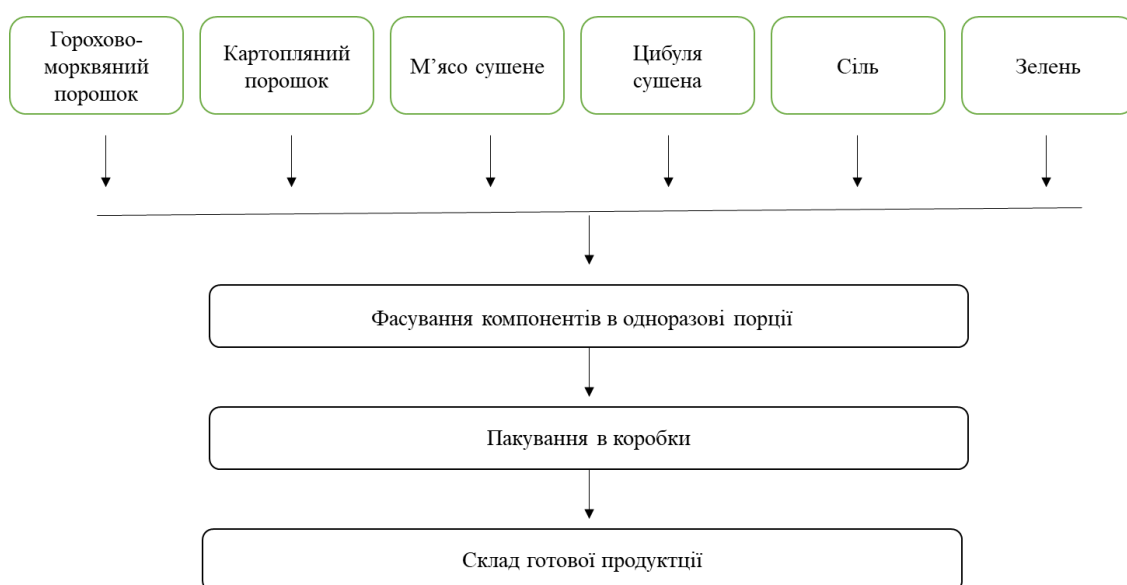 Горохово-
морквяний
порошок
Картопляний
порошок
М’ясо сушене
Цибуля
сушена
Сіль
Зелень
Фасування компонентів в одноразові порції
Пакування в коробки
Склад готової продуктції